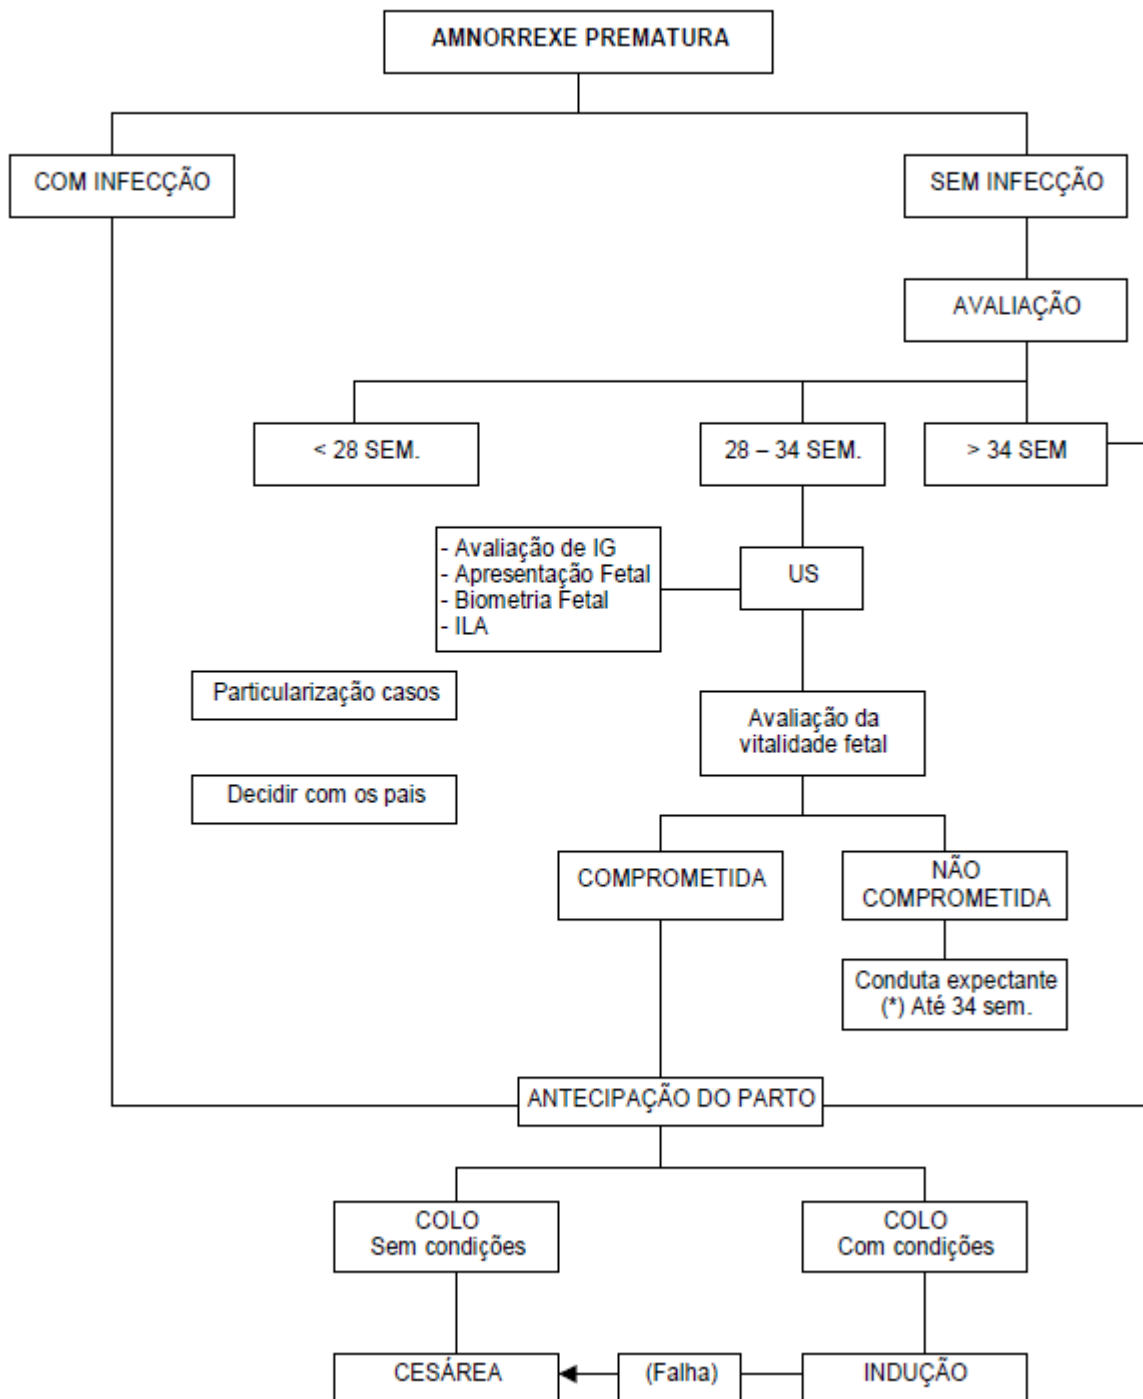 AMNORREXE PREMATURA
COM INFECÇÃO
SEM INFECÇÃO
AVALIAÇÃO
< 28 SEM.
28 – 34 SEM.
> 34 SEM
- Avaliação de IG
- Apresentação Fetal
- Biometria Fetal
- ILA
US
Particularização casos
Avaliação da
vitalidade fetal
Decidir com os pais
COMPROMETIDA
NÃO
COMPROMETIDA
Conduta expectante
(*) Até 34 sem.
ANTECIPAÇÃO DO PARTO
COLO
Sem condições
COLO
Com condições
CESÁREA
(Falha)
INDUÇÃO